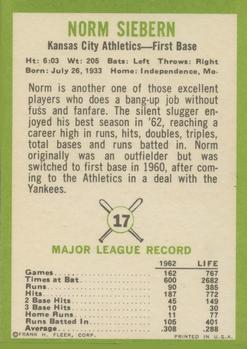 NORM SIEBERN
Kansas City Athletics—First Base
Ht: 6:03 Wt: 205 Bats: Left Throws: Right
Born: July 26, 1933 Home: Independence, Mo.
Norm is another one of those excellent
players who does a bang-up job without
fuss and fanfare. The silent slugger en-
joyed his best season in '62, reaching a
career high in runs, hits, doubles, triples,
total bases and runs batted in. Norm
originally was an outfielder but was
switched to first base in 1960, after com-
ing to the Athletics in a deal with the
Yankees.
17
MAJOR LEAGUE RECORD
1962 LIFE
Games 162 767
Times at Bat 600 2682
Runs 90 385
Hits 187 772
2 Base Hits 45 149
3 Base Hits 10 30
Home Runs 11 77
Runs Batted In 105 401
Average .308 .288
©FRANK H. FLEER, CORP. PRINTED IN U.S.A.